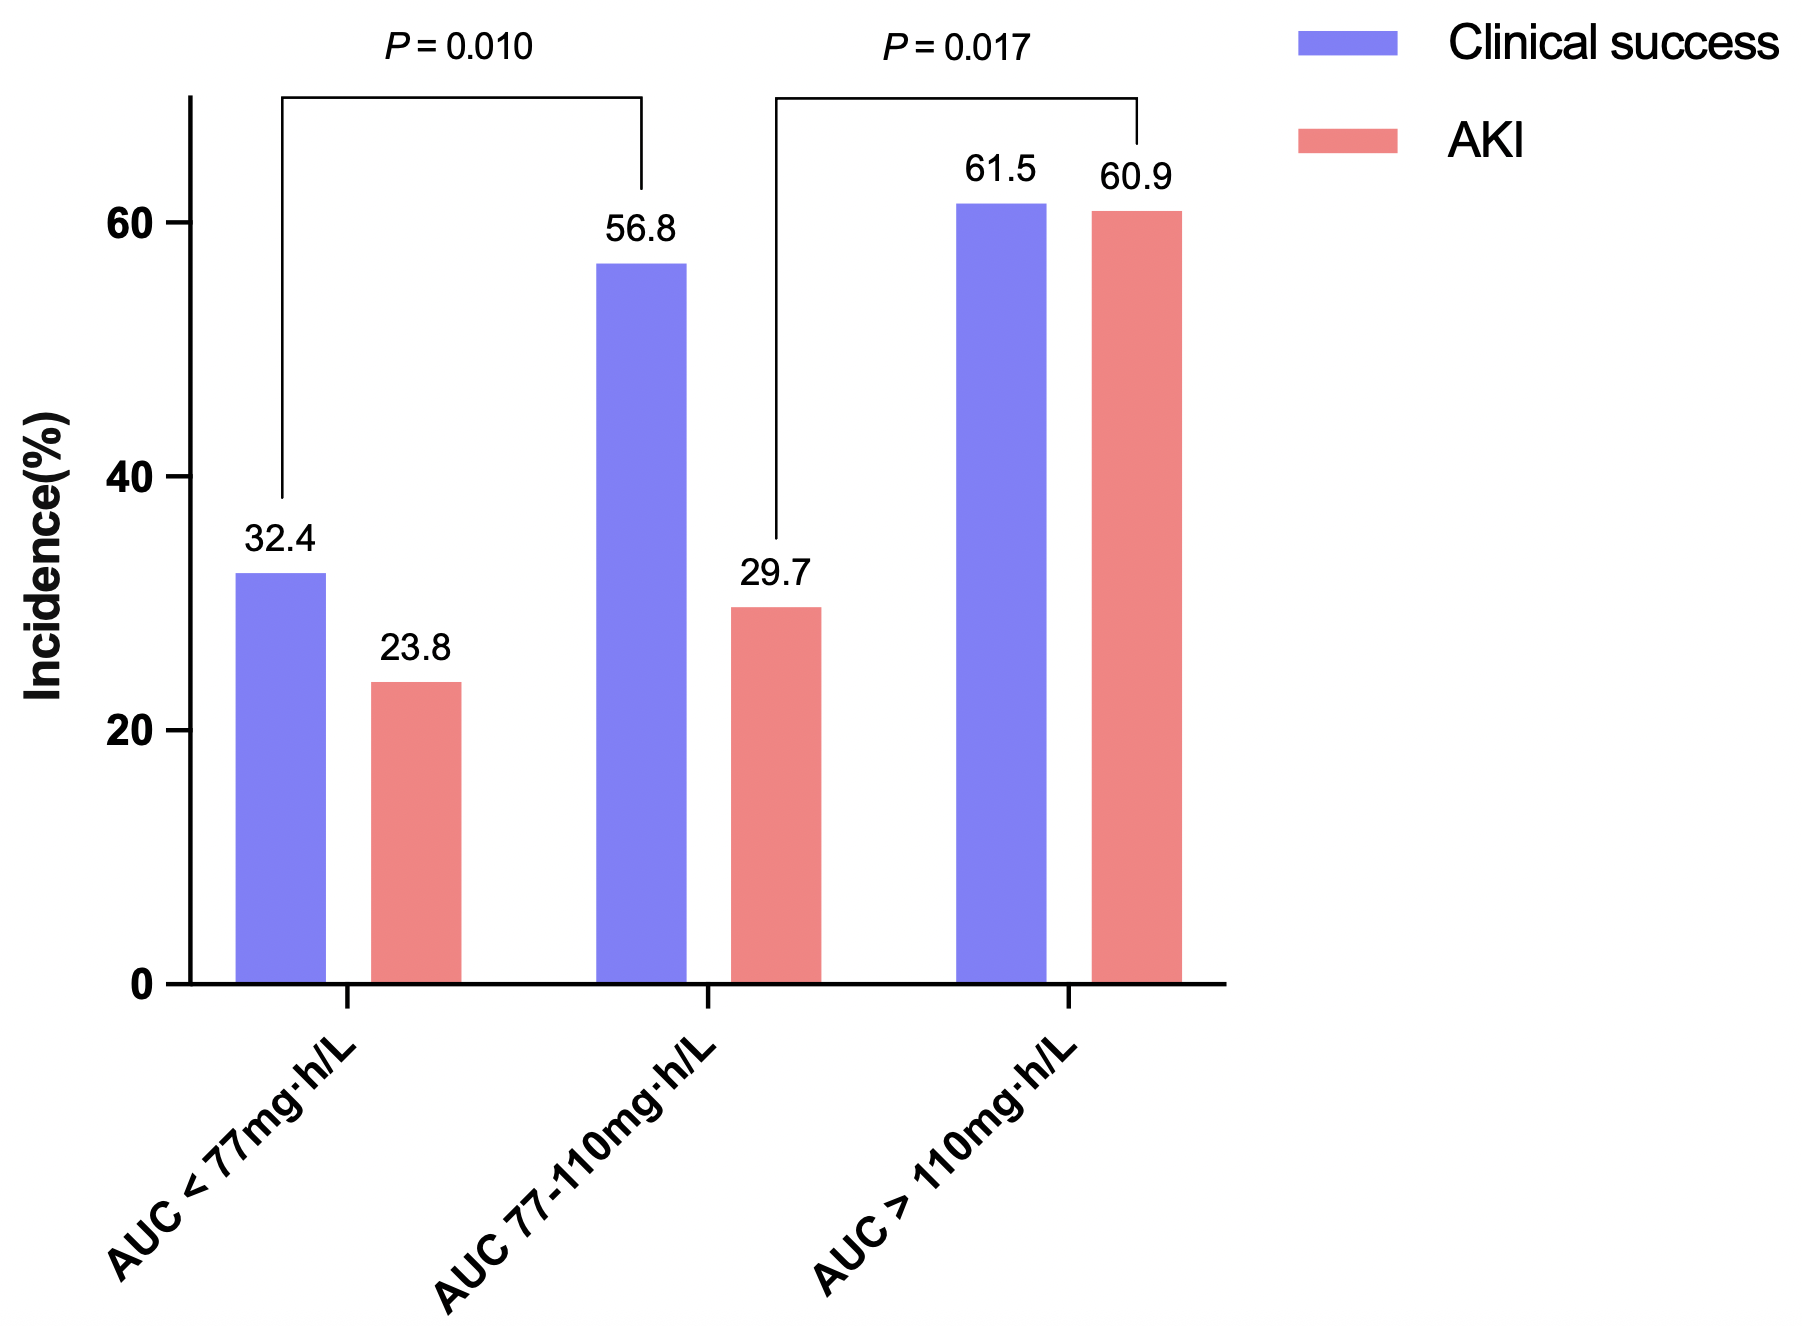 P = 0.010
P = 0.017
Clinical success
AKI
Incidence(%)
60
40
20
0
32.4
23.8
56.8
29.7
61.5
60.9
AUC < 77mg·h/L
AUC 77-110mg·h/L
AUC > 110mg·h/L